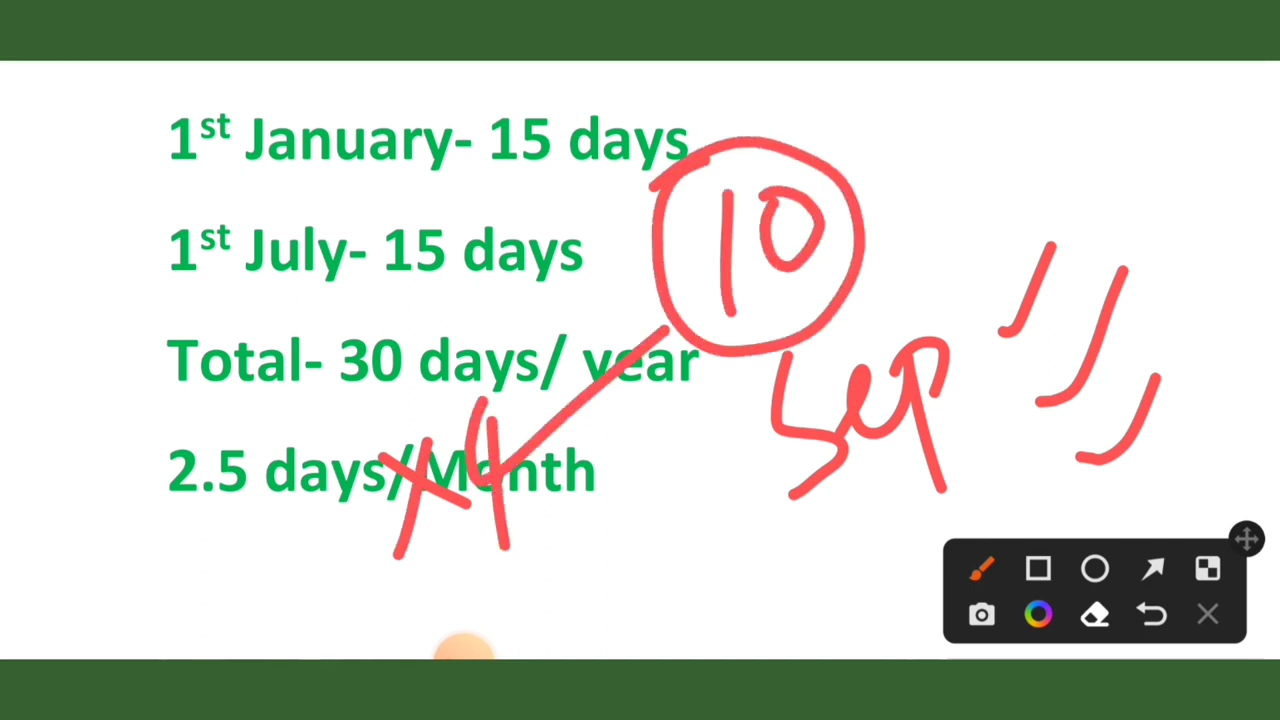 1st January- 15 days
1st July- 15 days
Total- 30 days/ year
2.5 days/Month
10
Sep
x4